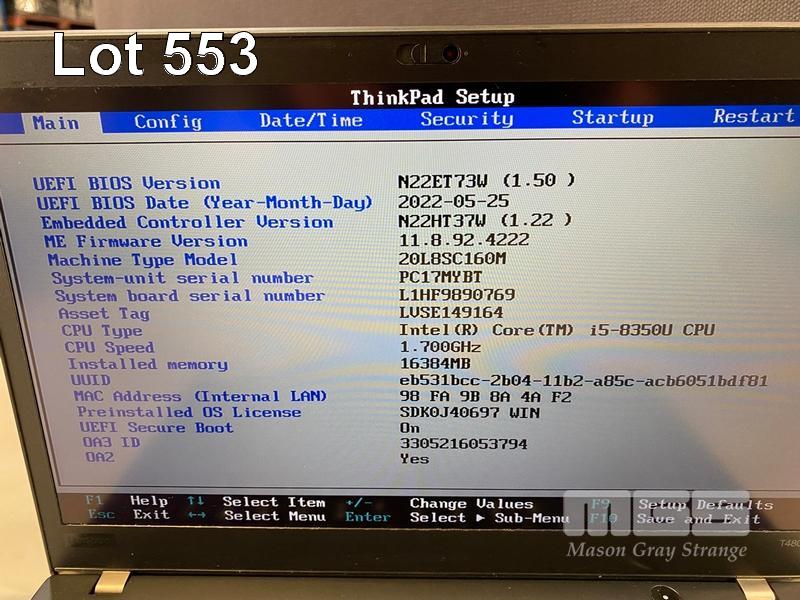 Lot 553
ThinkPad Setup
Main Config Date/Time Security Startup Restart
UEFI BIOS Version N22ET73W (1.50 )
UEFI BIOS Date (Year-Month-Day) 2022-05-25
Embedded Controller Version N22HT37W (1.22 )
ME Firmware Version 11.8.92.4222
Machine Type Model 20L8SC160M
System-unit serial number PC17MYBT
System board serial number L1HF9890769
Asset Tag LVSE149164
CPU Type Intel(R) Core(TM) i5-8350U CPU
CPU Speed 1.700GHz
Installed memory 16384MB
UUID eb531bcc-2b04-11b2-a85c-acb6051bdf81
MAC Address (Internal LAN) 98 FA 9B 8A 4A F2
Preinstalled OS License SDK0J40697 WIN
UEFI Secure Boot On
OA3 ID 3305216053794
OA2 Yes
F1 Help ↑↓ Select Item +/- Change Values F9 Setup Defaults
Esc Exit ↔ Select Menu Enter Select ▶ Sub-Menu F10 Save and Exit
MGS
Mason Gray Strange